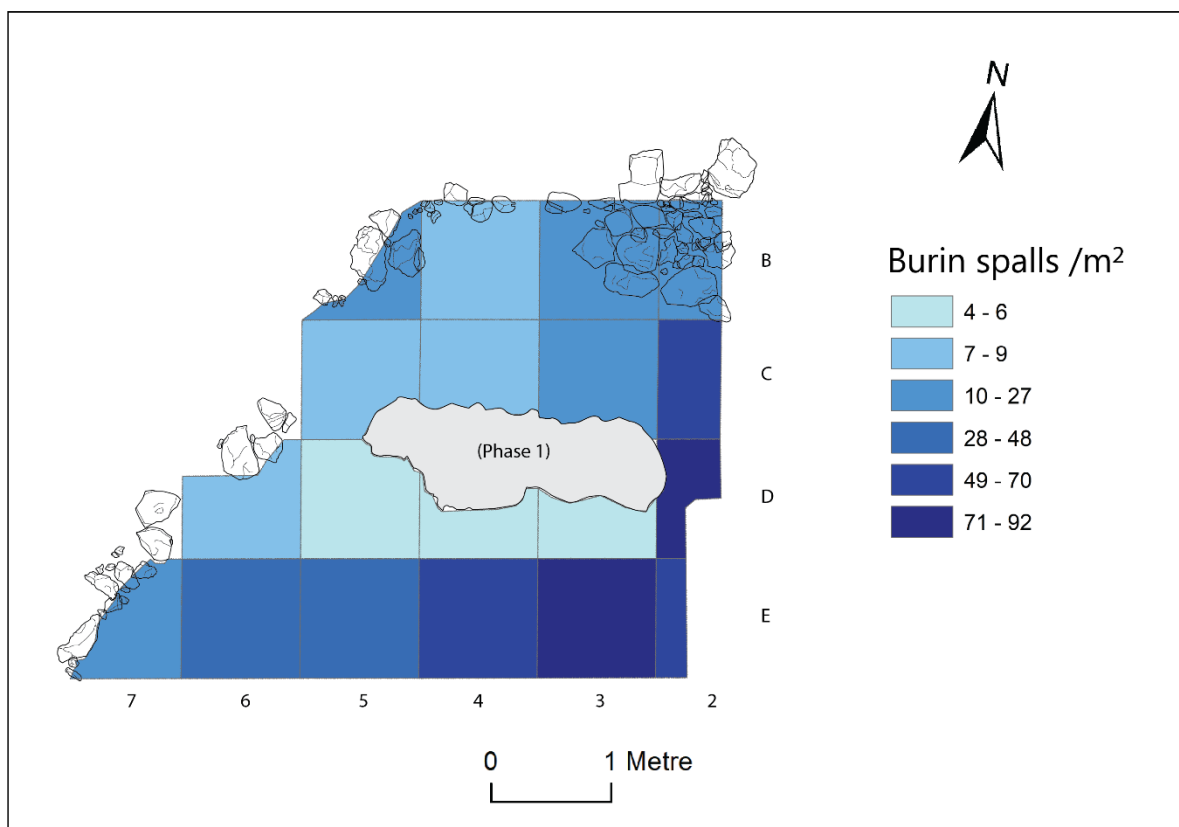 N
B
C
(Phase 1)
D
E
7 6 5 4 3 2
0 1 Metre
Burin spalls /m²
4 - 6
7 - 9
10 - 27
28 - 48
49 - 70
71 - 92